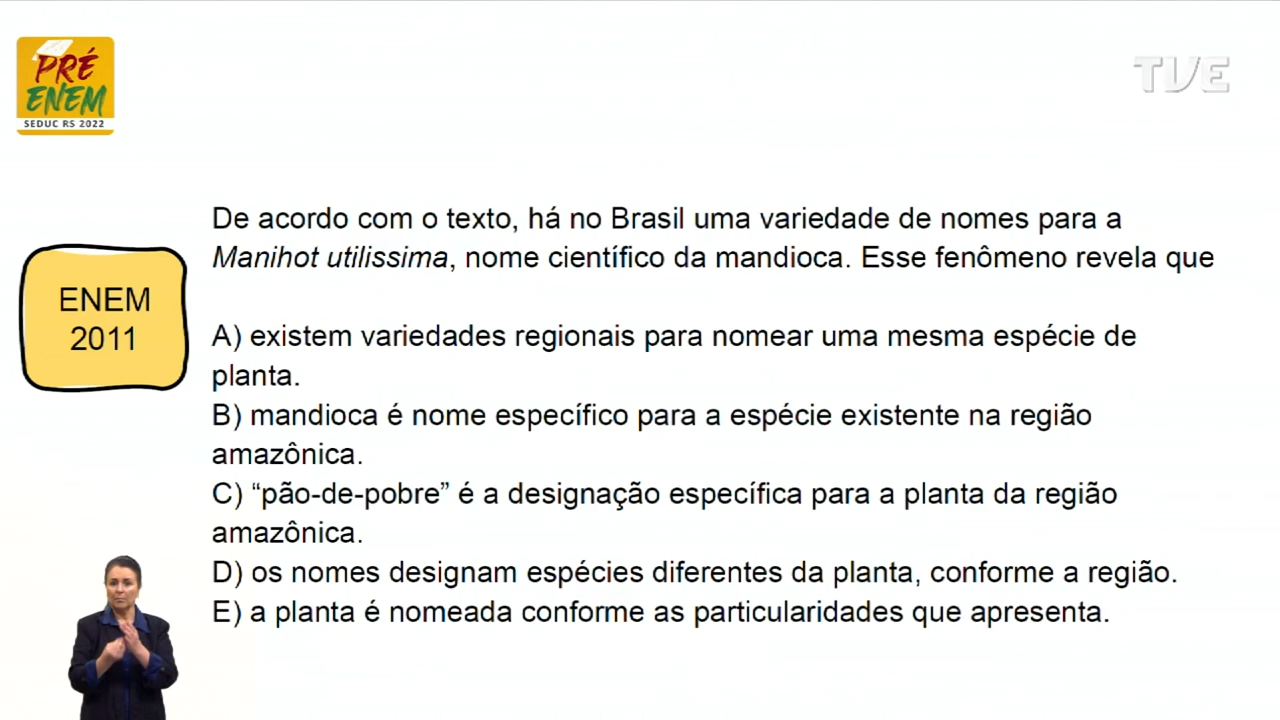 PRÉ
ENEM
SEDUC RS 2022
TVE
De acordo com o texto, há no Brasil uma variedade de nomes para a
Manihot utilissima, nome científico da mandioca. Esse fenômeno revela que
ENEM
2011
A) existem variedades regionais para nomear uma mesma espécie de
planta.
B) mandioca é nome específico para a espécie existente na região
amazônica.
C) “pão-de-pobre” é a designação específica para a planta da região
amazônica.
D) os nomes designam espécies diferentes da planta, conforme a região.
E) a planta é nomeada conforme as particularidades que apresenta.